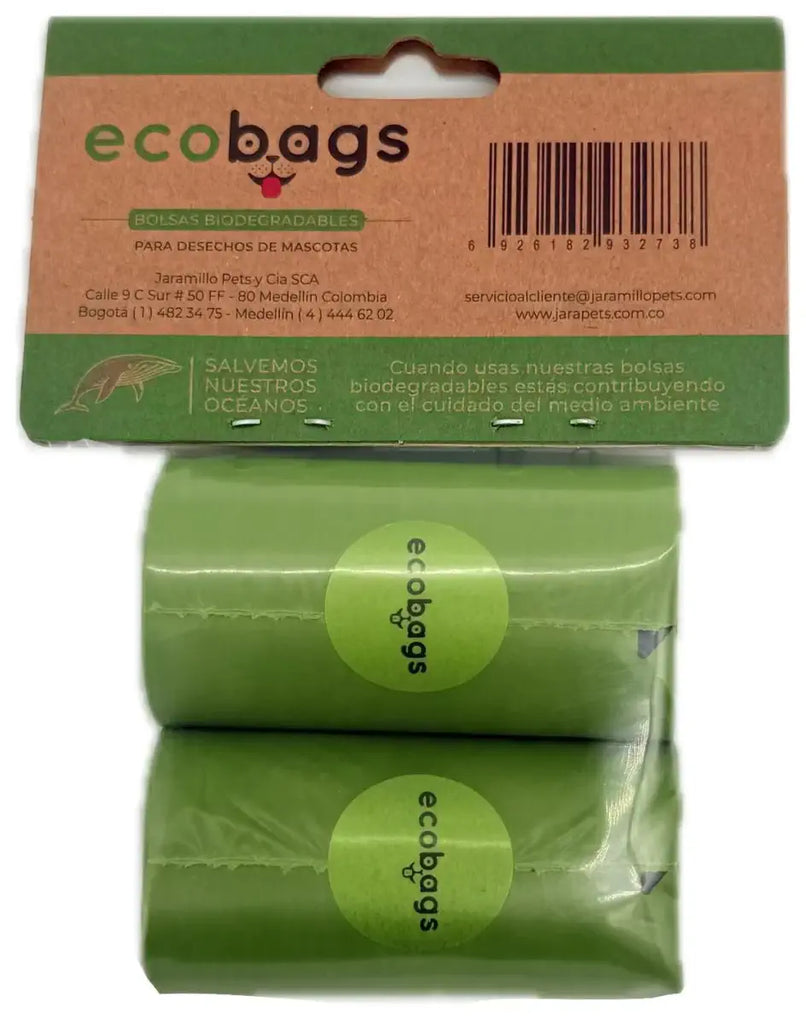 ecobags
BOLSAS BIODEGRADABLES
PARA DESECHOS DE MASCOTAS
Jaramillo Pets y Cia SCA
Calle 9 C Sur # 50 FF - 80 Medellín Colombia
Bogotá ( 1 ) 482 34 75 - Medellín ( 4 ) 444 62 02
6 926182 932738
servicioalcliente@jaramillopets.com
www.jarapets.com.co
SALVEMOS
NUESTROS
OCÉANOS
Cuando usas nuestras bolsas
biodegradables estás contribuyendo
con el cuidado del medio ambiente
ecobags
ecobags